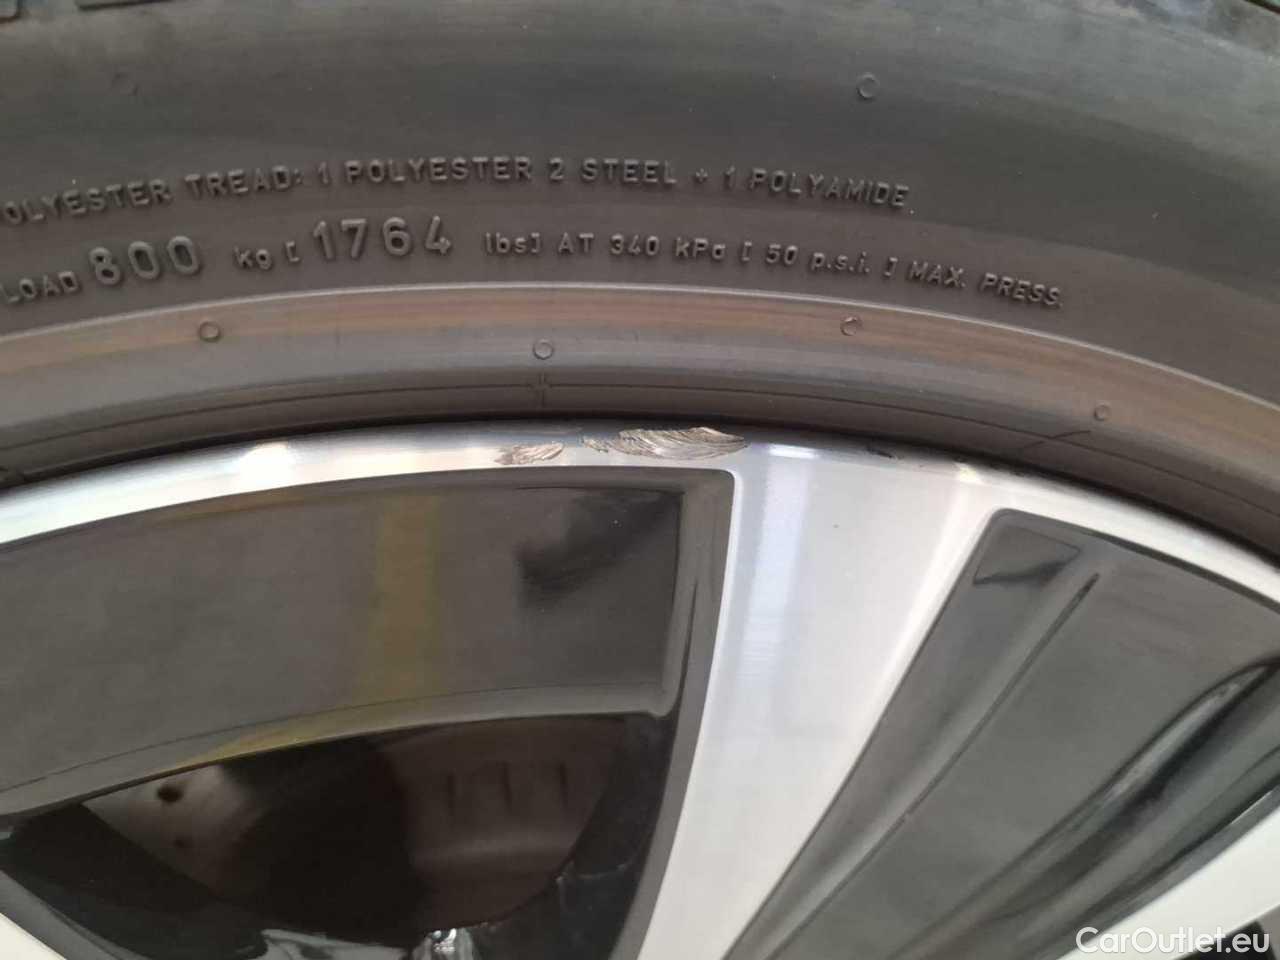 TREAD: 1 POLYESTER 2 STEEL + 1 POLYAMIDE
LOAD 800 kg [ 1764 lbs] AT 340 KPa [ 50 p.s.i. ] MAX. PRESS.
CarOutlet.eu